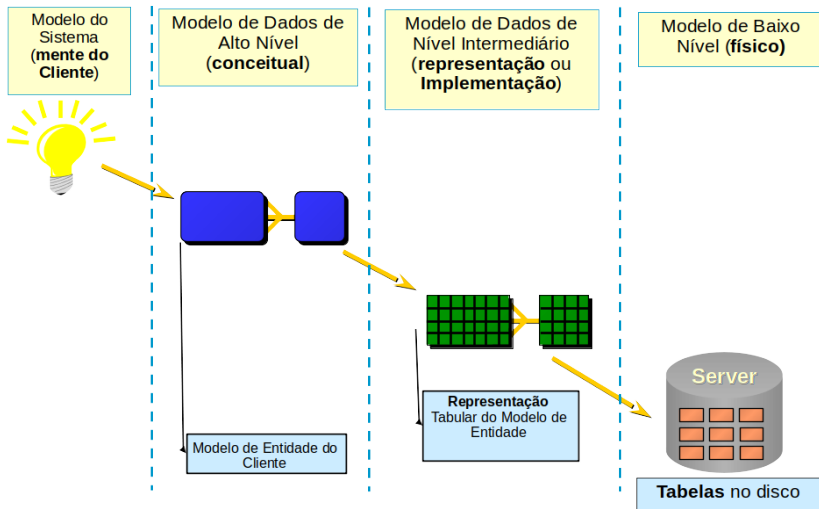 Modelo do
Sistema
(mente do
Cliente)
Modelo de Dados de
Alto Nível
(conceitual)
Modelo de Dados de
Nível Intermediário
(representação ou
Implementação)
Modelo de Baixo
Nível (físico)
Modelo de Entidade do
Cliente
Representação
Tabular do Modelo de
Entidade
Server
Tabelas no disco